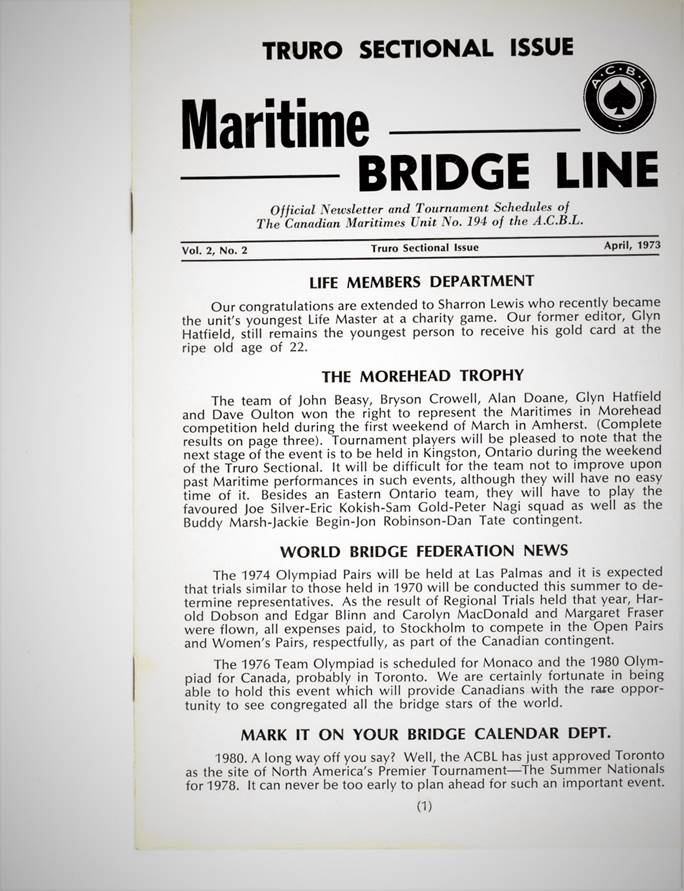 TRURO SECTIONAL ISSUE
A·C·B·L
Maritime
BRIDGE LINE
Official Newsletter and Tournament Schedules of
The Canadian Maritimes Unit No. 194 of the A.C.B.L.
Vol. 2, No. 2 Truro Sectional Issue April, 1973
LIFE MEMBERS DEPARTMENT
Our congratulations are extended to Sharron Lewis who recently became
the unit's youngest Life Master at a charity game. Our former editor, Glyn
Hatfield, still remains the youngest person to receive his gold card at the
ripe old age of 22.
THE MOREHEAD TROPHY
The team of John Beasy, Bryson Crowell, Alan Doane, Glyn Hatfield
and Dave Oulton won the right to represent the Maritimes in Morehead
competition held during the first weekend of March in Amherst. (Complete
results on page three). Tournament players will be pleased to note that the
next stage of the event is to be held in Kingston, Ontario during the weekend
of the Truro Sectional. It will be difficult for the team not to improve upon
past Maritime performances in such events, although they will have no easy
time of it. Besides an Eastern Ontario team, they will have to play the
favoured Joe Silver-Eric Kokish-Sam Gold-Peter Nagi squad as well as the
Buddy Marsh-Jackie Begin-Jon Robinson-Dan Tate contingent.
WORLD BRIDGE FEDERATION NEWS
The 1974 Olympiad Pairs will be held at Las Palmas and it is expected
that trials similar to those held in 1970 will be conducted this summer to de-
termine representatives. As the result of Regional Trials held that year, Har-
old Dobson and Edgar Blinn and Carolyn MacDonald and Margaret Fraser
were flown, all expenses paid, to Stockholm to compete in the Open Pairs
and Women's Pairs, respectfully, as part of the Canadian contingent.
The 1976 Team Olympiad is scheduled for Monaco and the 1980 Olym-
piad for Canada, probably in Toronto. We are certainly fortunate in being
able to hold this event which will provide Canadians with the rare oppor-
tunity to see congregated all the bridge stars of the world.
MARK IT ON YOUR BRIDGE CALENDAR DEPT.
1980. A long way off you say? Well, the ACBL has just approved Toronto
as the site of North America's Premier Tournament—The Summer Nationals
for 1978. It can never be too early to plan ahead for such an important event.
(1)